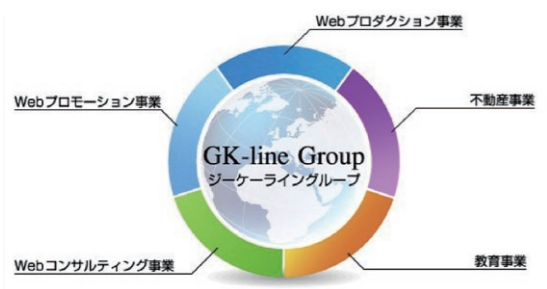 Webプロダクション事業
Webプロモーション事業
不動産事業
GK-line Group
ジーケーライングループ
Webコンサルティング事業
教育事業